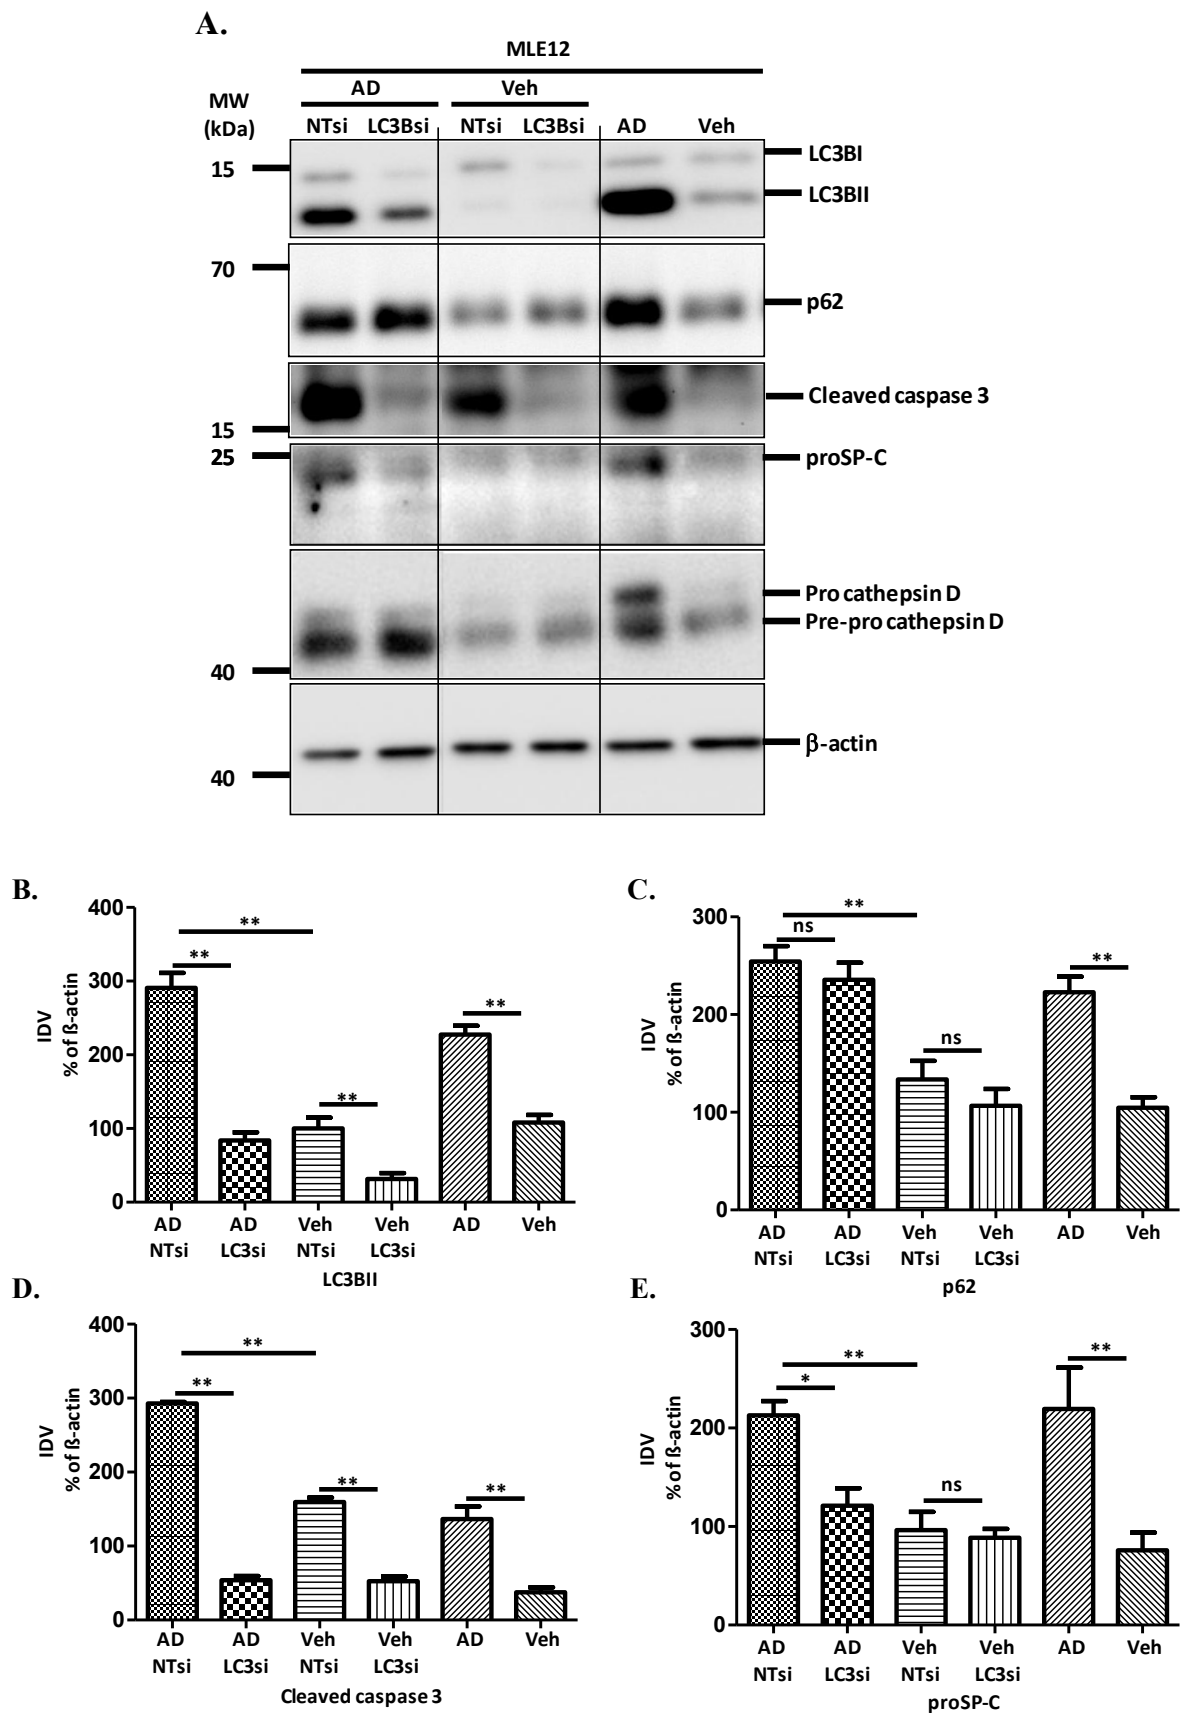 A.
MLE12
AD Veh
MW
(kDa)
NTsi LC3Bsi NTsi LC3Bsi AD Veh
15
LC3BI
LC3BII
70
p62
Cleaved caspase 3
15
25
proSP-C
Pro cathepsin D
Pre-pro cathepsin D
40
β-actin
40
B.
IDV
% of ß-actin
400
300
200
100
0
**
**
**
**
AD
NTsi
AD
LC3si
Veh
NTsi
Veh
LC3si
AD
Veh
LC3BII
C.
IDV
% of ß-actin
300
200
100
0
**
ns
ns
**
AD
NTsi
AD
LC3si
Veh
NTsi
Veh
LC3si
AD
Veh
p62
D.
IDV
% of ß-actin
400
300
200
100
0
**
**
**
**
AD
NTsi
AD
LC3si
Veh
NTsi
Veh
LC3si
AD
Veh
Cleaved caspase 3
E.
IDV
% of ß-actin
300
200
100
0
**
*
ns
**
AD
NTsi
AD
LC3si
Veh
NTsi
Veh
LC3si
AD
Veh
proSP-C